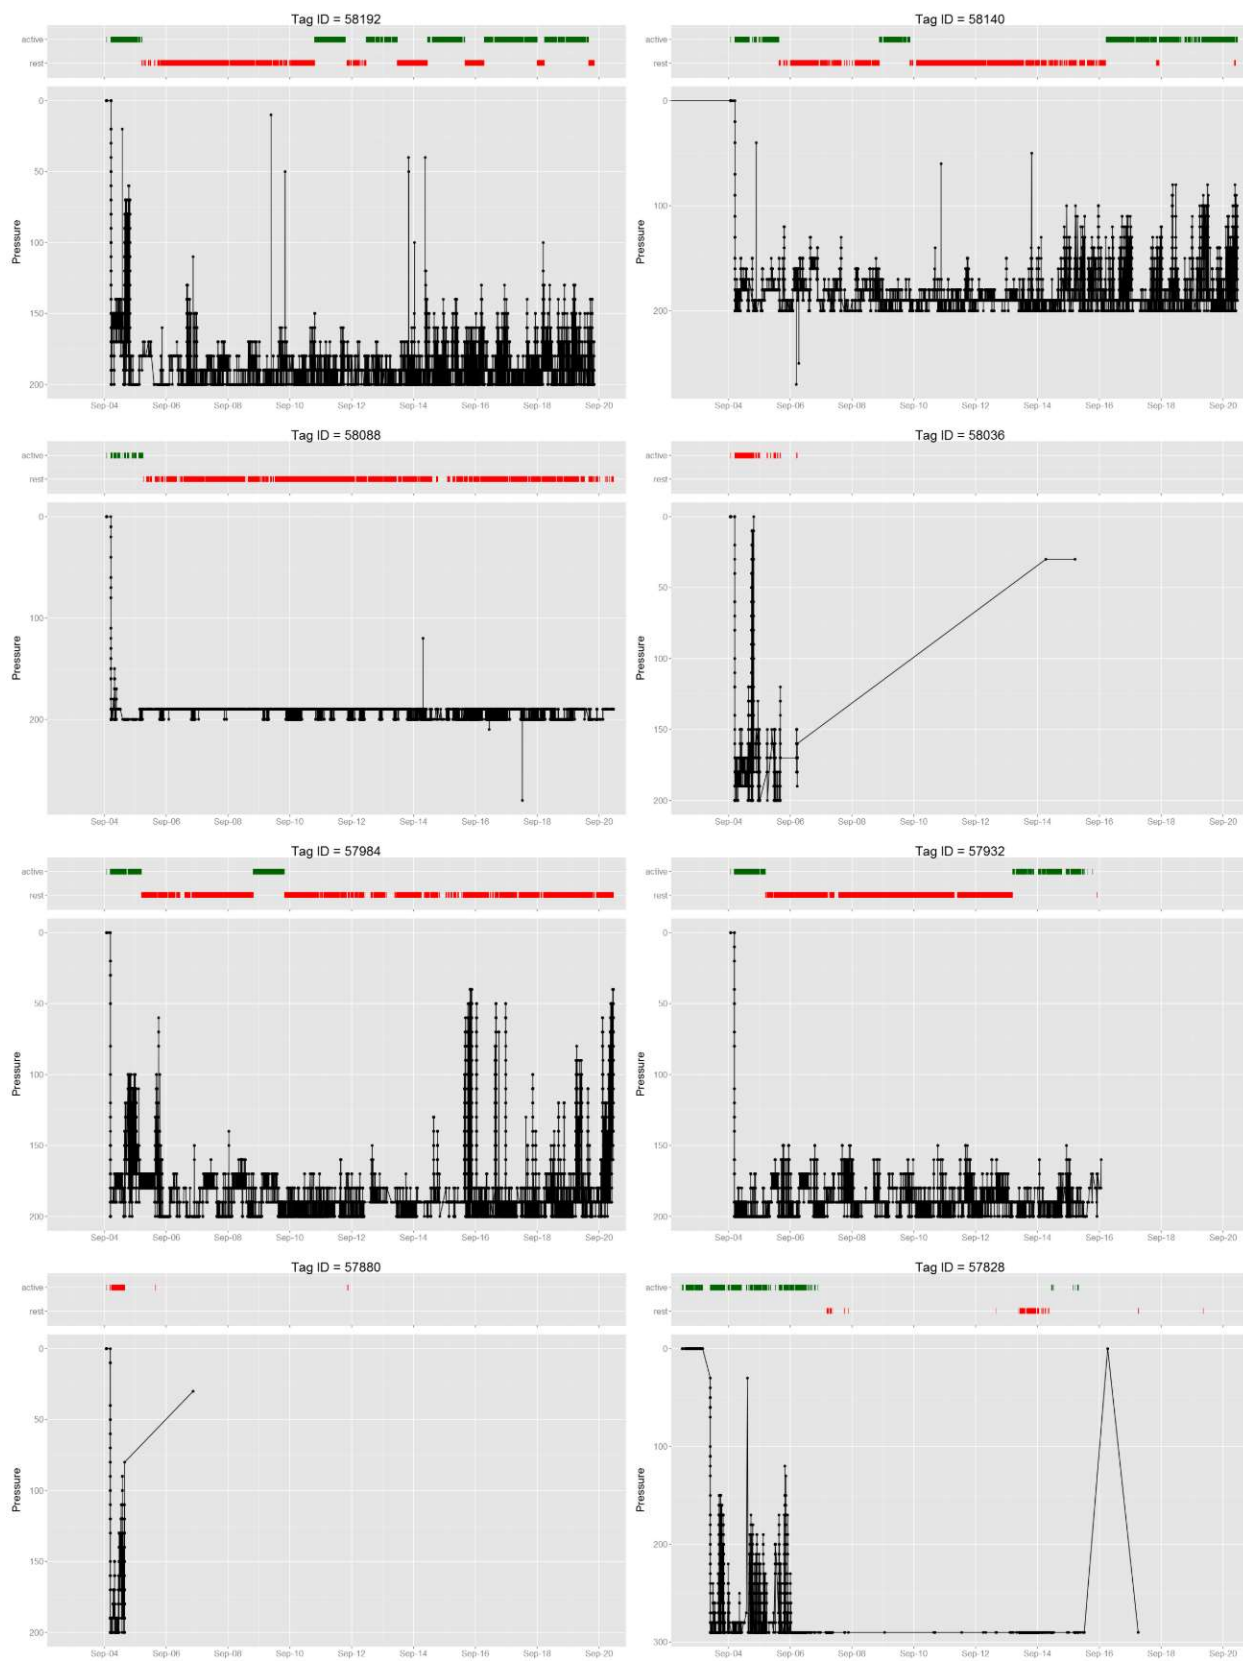 Tag ID = 58192
active
rest
0
50
100
150
200
Pressure
Sep-04 Sep-06 Sep-08 Sep-10 Sep-12 Sep-14 Sep-16 Sep-18 Sep-20
Tag ID = 58140
active
rest
0
100
200
Pressure
Sep-04 Sep-06 Sep-08 Sep-10 Sep-12 Sep-14 Sep-16 Sep-18 Sep-20
Tag ID = 58088
active
rest
0
100
200
Pressure
Sep-04 Sep-06 Sep-08 Sep-10 Sep-12 Sep-14 Sep-16 Sep-18 Sep-20
Tag ID = 58036
active
rest
0
50
100
150
200
Pressure
Sep-04 Sep-06 Sep-08 Sep-10 Sep-12 Sep-14 Sep-16 Sep-18 Sep-20
Tag ID = 57984
active
rest
0
50
100
150
200
Pressure
Sep-04 Sep-06 Sep-08 Sep-10 Sep-12 Sep-14 Sep-16 Sep-18 Sep-20
Tag ID = 57932
active
rest
0
50
100
150
200
Pressure
Sep-04 Sep-06 Sep-08 Sep-10 Sep-12 Sep-14 Sep-16 Sep-18 Sep-20
Tag ID = 57880
active
rest
0
50
100
150
200
Pressure
Sep-04 Sep-06 Sep-08 Sep-10 Sep-12 Sep-14 Sep-16 Sep-18 Sep-20
Tag ID = 57828
active
rest
0
100
200
300
Pressure
Sep-04 Sep-06 Sep-08 Sep-10 Sep-12 Sep-14 Sep-16 Sep-18 Sep-20